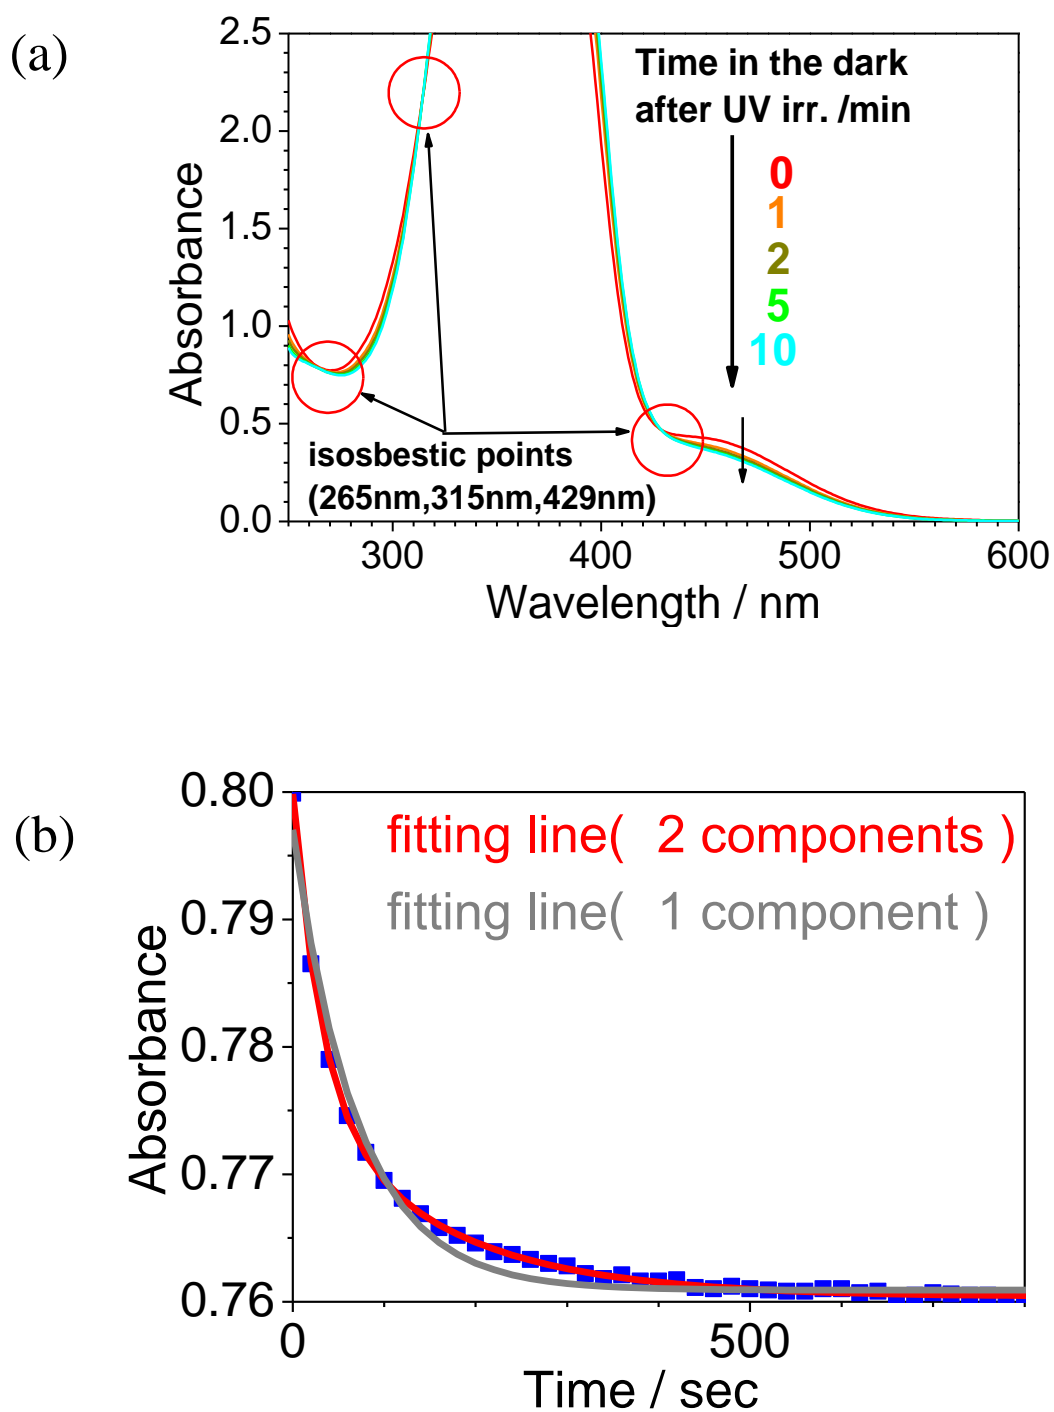 (a)
2.5
2.0
1.5
1.0
0.5
0.0
Absorbance
Time in the dark
after UV irr. /min
0
1
2
5
10
isosbestic points
(265nm,315nm,429nm)
300
400
500
600
Wavelength / nm
(b)
0.80
0.79
0.78
0.77
0.76
Absorbance
fitting line( 2 components )
fitting line( 1 component )
0
500
Time / sec